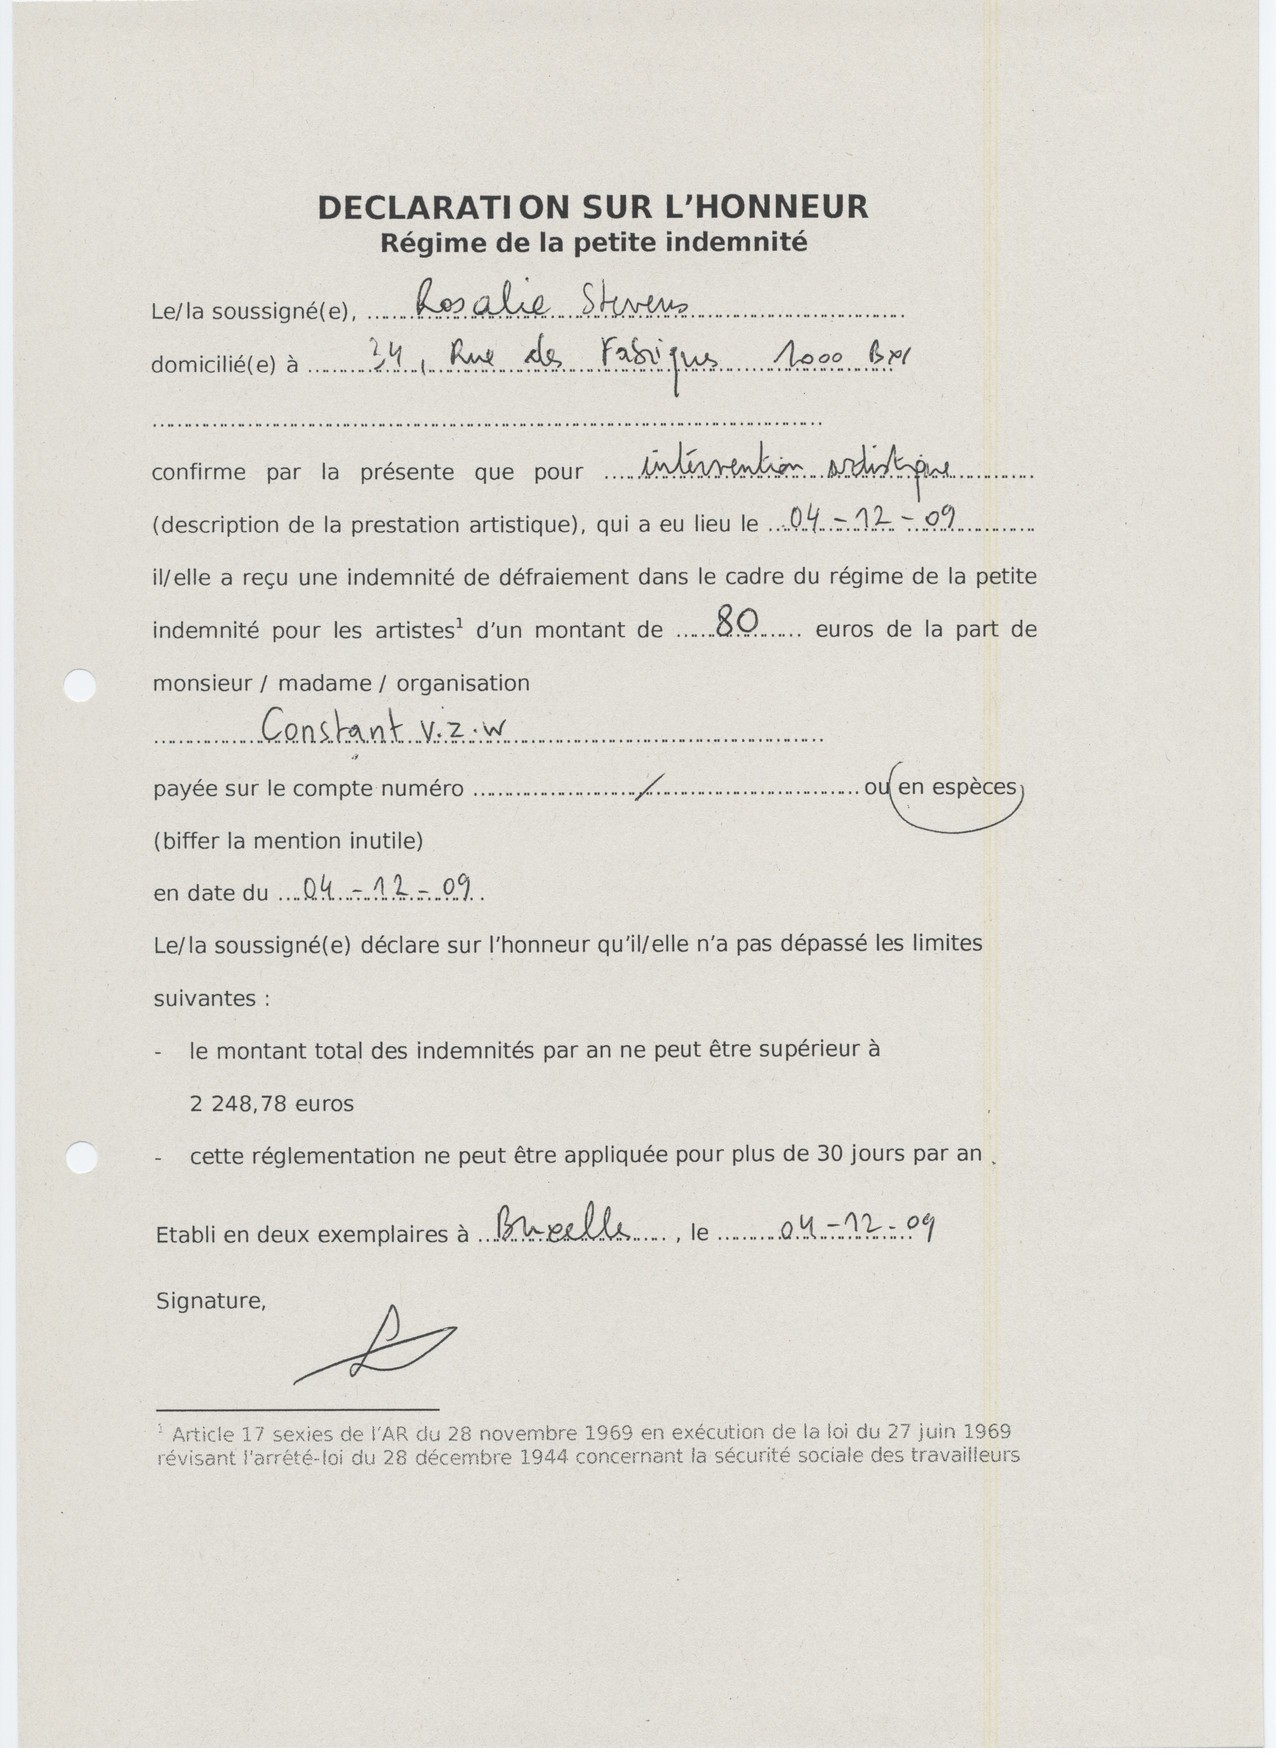 DECLARATION SUR L'HONNEUR
Régime de la petite indemnité
Le/la soussigné(e), Rosalie Stevens
domicilié(e) à 34, Rue des Fabriques 1000 Bxl
confirme par la présente que pour intervention artistique
(description de la prestation artistique), qui a eu lieu le 04-12-09
il/elle a reçu une indemnité de défraiement dans le cadre du régime de la petite
indemnité pour les artistes¹ d'un montant de 80 euros de la part de
monsieur / madame / organisation
Constant v.z.w
payée sur le compte numéro / ou en espèces
(biffer la mention inutile)
en date du 04-12-09.
Le/la soussigné(e) déclare sur l'honneur qu'il/elle n'a pas dépassé les limites
suivantes :
- le montant total des indemnités par an ne peut être supérieur à
2 248,78 euros
- cette réglementation ne peut être appliquée pour plus de 30 jours par an.
Etabli en deux exemplaires à Bruxelles, le 04-12-09
Signature,
¹ Article 17 sexies de l'AR du 28 novembre 1969 en exécution de la loi du 27 juin 1969
révisant l'arrêté-loi du 28 décembre 1944 concernant la sécurité sociale des travailleurs